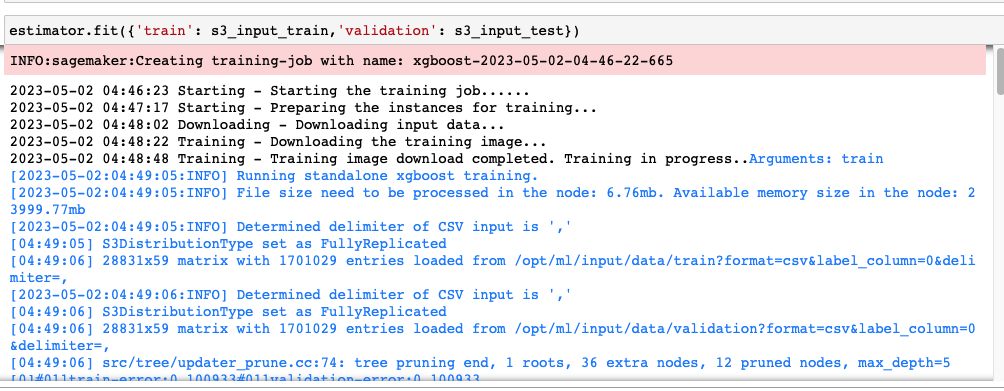 estimator.fit({'train': s3_input_train,'validation': s3_input_test})
INFO:sagemaker:Creating training-job with name: xgboost-2023-05-02-04-46-22-665
2023-05-02 04:46:23 Starting - Starting the training job......
2023-05-02 04:47:17 Starting - Preparing the instances for training...
2023-05-02 04:48:02 Downloading - Downloading input data...
2023-05-02 04:48:22 Training - Downloading the training image...
2023-05-02 04:48:48 Training - Training image download completed. Training in progress..Arguments: train
[2023-05-02:04:49:05:INFO] Running standalone xgboost training.
[2023-05-02:04:49:05:INFO] File size need to be processed in the node: 6.76mb. Available memory size in the node: 2
3999.77mb
[2023-05-02:04:49:05:INFO] Determined delimiter of CSV input is ','
[04:49:05] S3DistributionType set as FullyReplicated
[04:49:06] 28831x59 matrix with 1701029 entries loaded from /opt/ml/input/data/train?format=csv&label_column=0&deli
miter=,
[2023-05-02:04:49:06:INFO] Determined delimiter of CSV input is ','
[04:49:06] S3DistributionType set as FullyReplicated
[04:49:06] 28831x59 matrix with 1701029 entries loaded from /opt/ml/input/data/validation?format=csv&label_column=0
&delimiter=,
[04:49:06] src/tree/updater_prune.cc:74: tree pruning end, 1 roots, 36 extra nodes, 12 pruned nodes, max_depth=5
[0]#011train-error:0.100933#011validation-error:0.100933